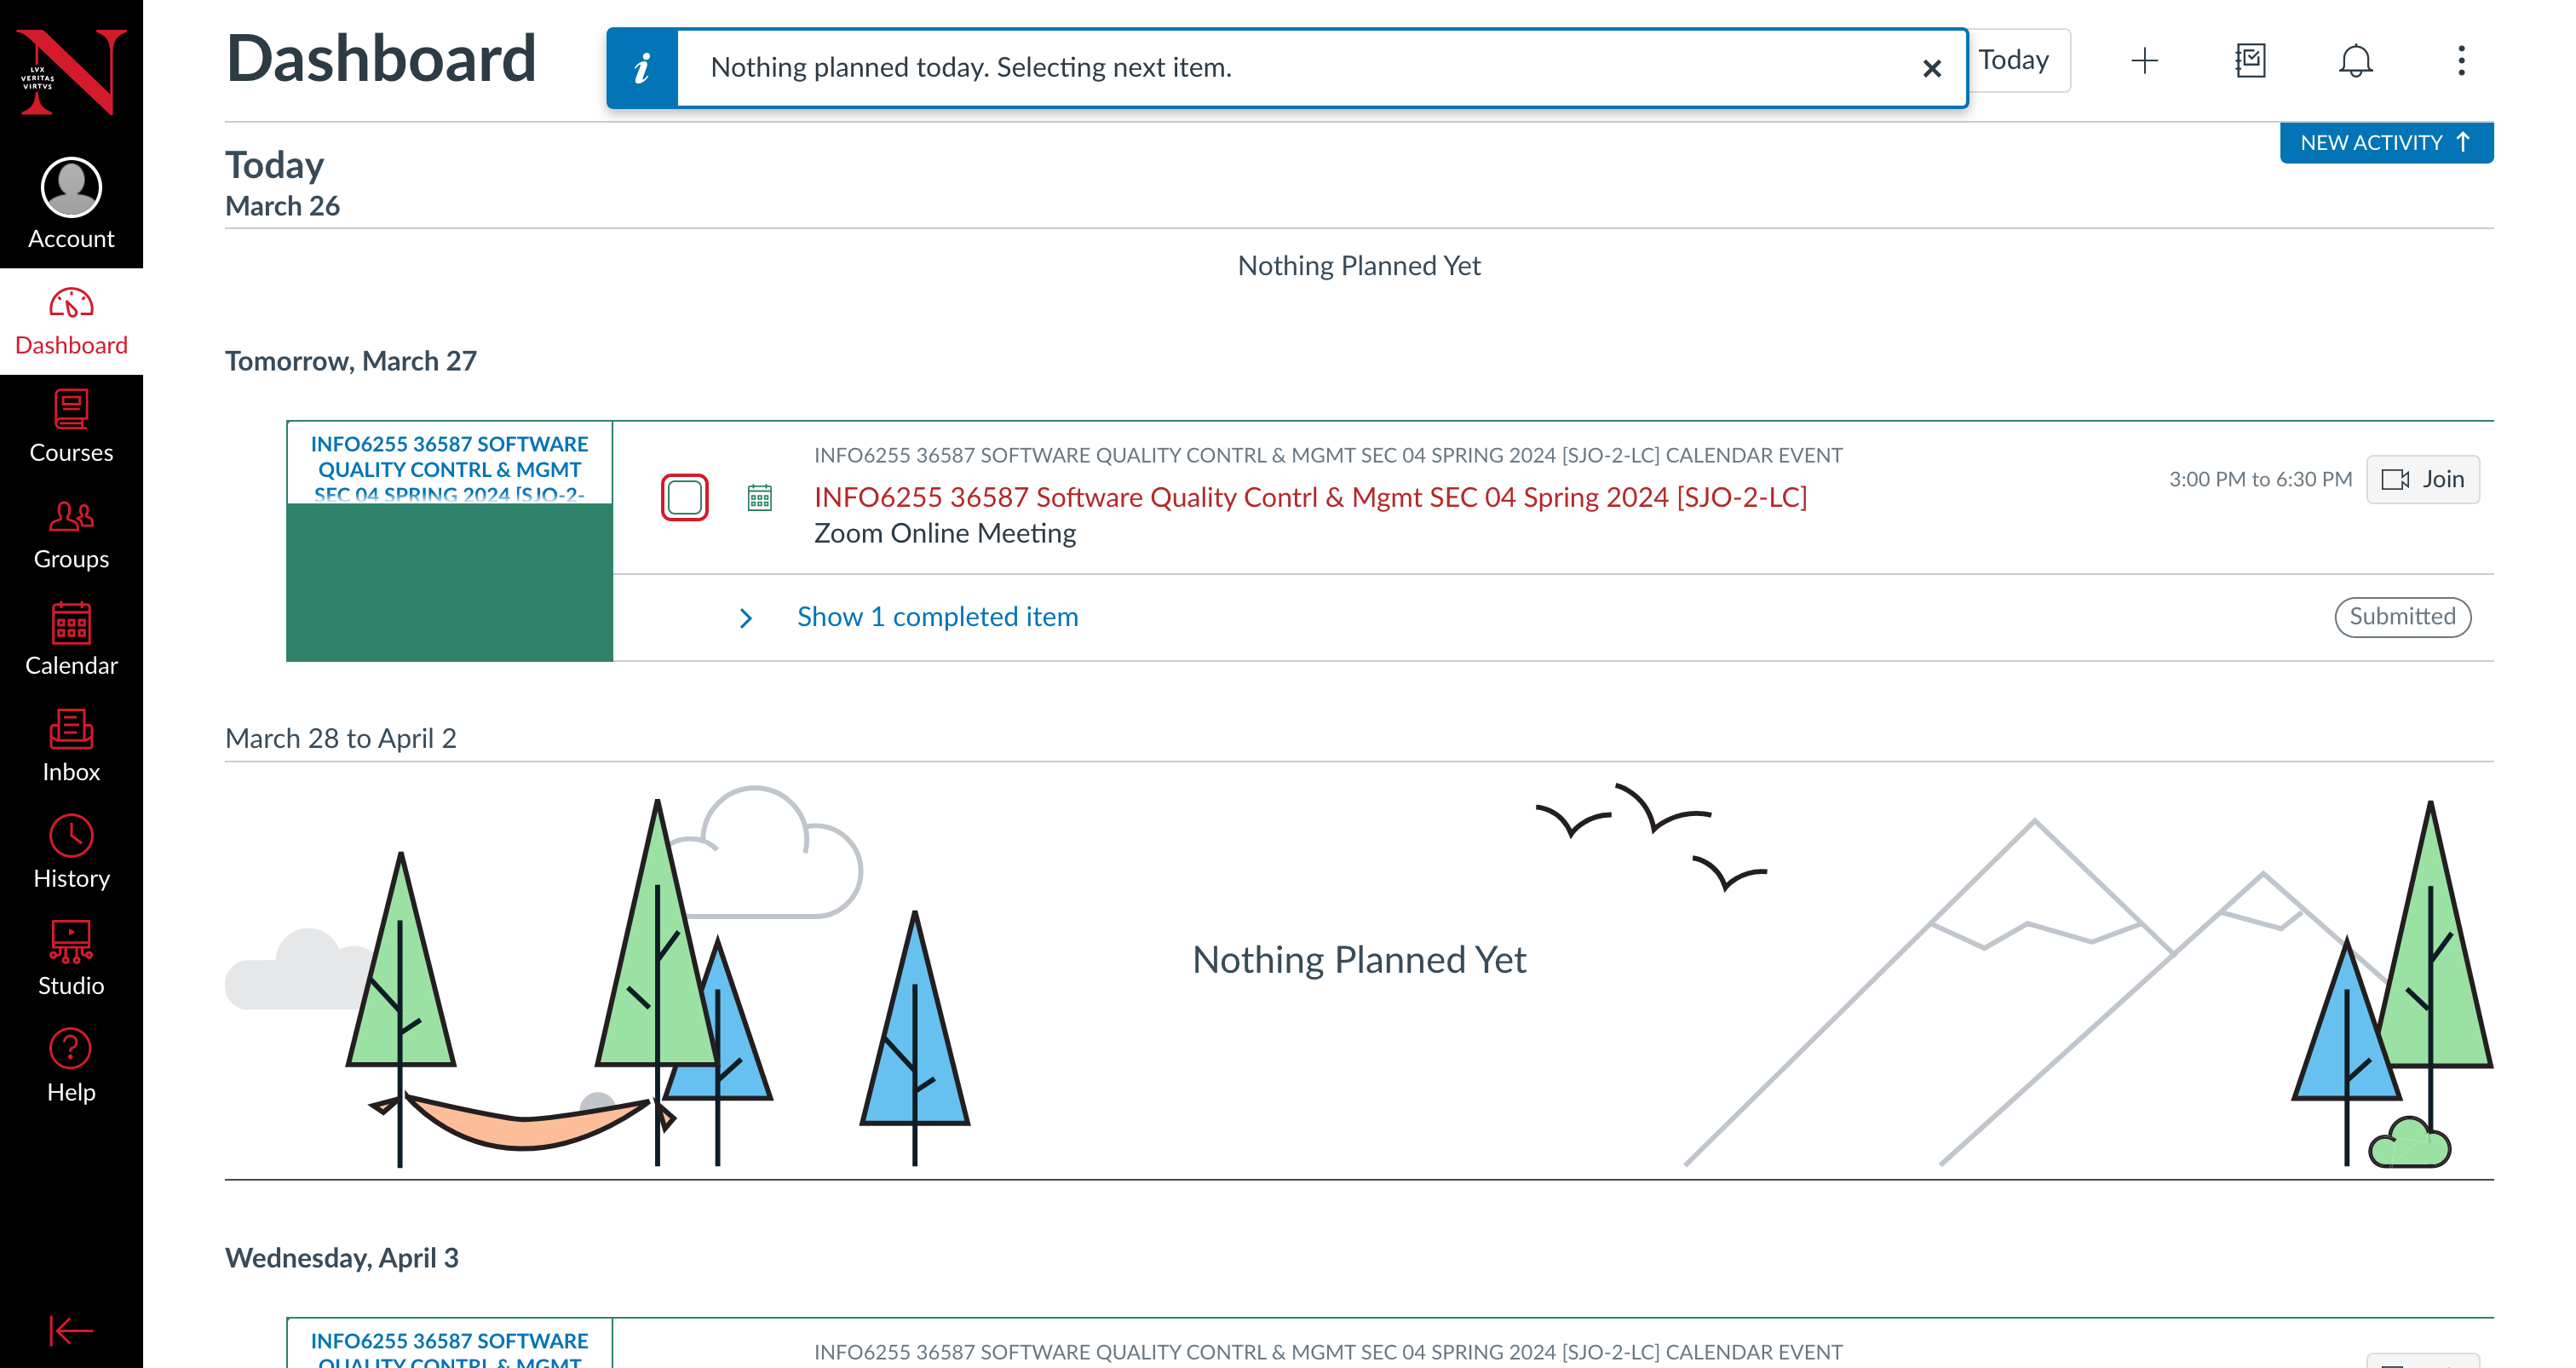 LVX
VERITAS
VIRTVS
Account
Dashboard
Courses
Groups
Calendar
Inbox
History
Studio
Help
Dashboard
Nothing planned today. Selecting next item.
Today
NEW ACTIVITY
Today
March 26
Nothing Planned Yet
Tomorrow, March 27
INFO6255 36587 SOFTWARE
QUALITY CONTRL & MGMT
SEC 04 SPRING 2024 [SJO-2-
INFO6255 36587 SOFTWARE QUALITY CONTRL & MGMT SEC 04 SPRING 2024 [SJO-2-LC] CALENDAR EVENT
INFO6255 36587 Software Quality Contrl & Mgmt SEC 04 Spring 2024 [SJO-2-LC]
Zoom Online Meeting
3:00 PM to 6:30 PM
Join
Show 1 completed item
Submitted
March 28 to April 2
Nothing Planned Yet
Wednesday, April 3
INFO6255 36587 SOFTWARE
QUALITY CONTRL & MGMT
INFO6255 36587 SOFTWARE QUALITY CONTRL & MGMT SEC 04 SPRING 2024 [SJO-2-LC] CALENDAR EVENT